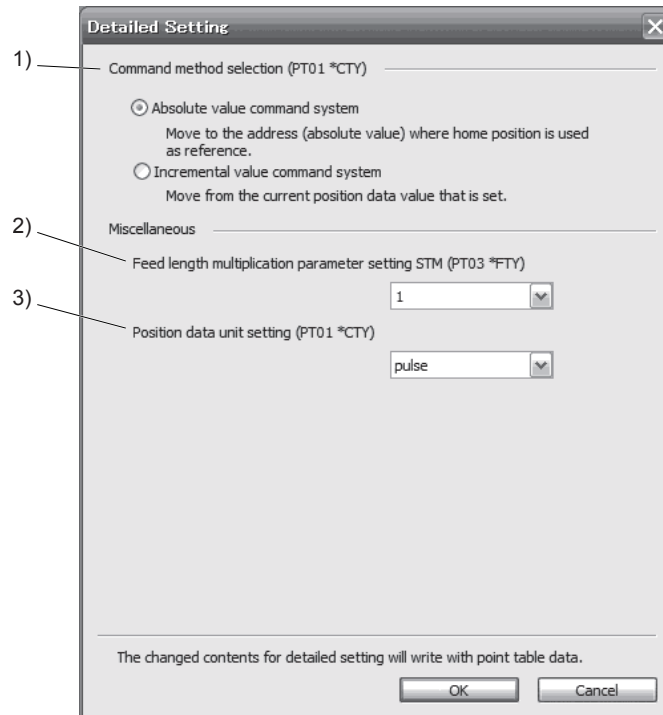 Detailed Setting
1)
Command method selection (PT01 *CTY)
Absolute value command system
Move to the address (absolute value) where home position is used
as reference.
Incremental value command system
Move from the current position data value that is set.
2)
Miscellaneous
Feed length multiplication parameter setting STM (PT03 *FTY)
3)
1
Position data unit setting (PT01 *CTY)
pulse
The changed contents for detailed setting will write with point table data.
OK
Cancel